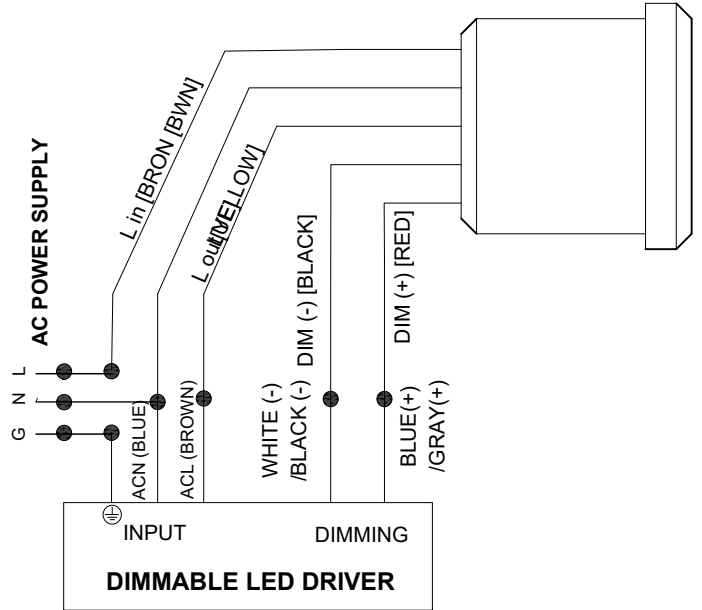 AC POWER SUPPLY
L
N
G
L in [BRON [BWN]
L out [YELLOW]
DIM (-) [BLACK]
DIM (+) [RED]
ACN (BLUE)
ACL (BROWN)
WHITE (-)
/BLACK (-)
BLUE(+)
/GRAY(+)
INPUT
DIMMING
DIMMABLE LED DRIVER